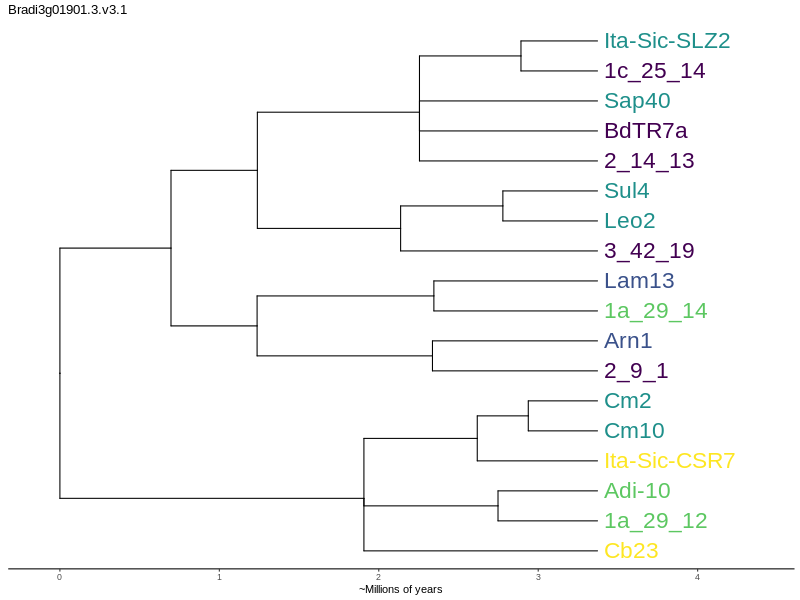 Bradi3g01901.3.v3.1
Ita-Sic-SLZ2
1c_25_14
Sap40
BdTR7a
2_14_13
Sul4
Leo2
3_42_19
Lam13
1a_29_14
Arn1
2_9_1
Cm2
Cm10
Ita-Sic-CSR7
Adi-10
1a_29_12
Cb23
0 1 2 3 4
~Millions of years